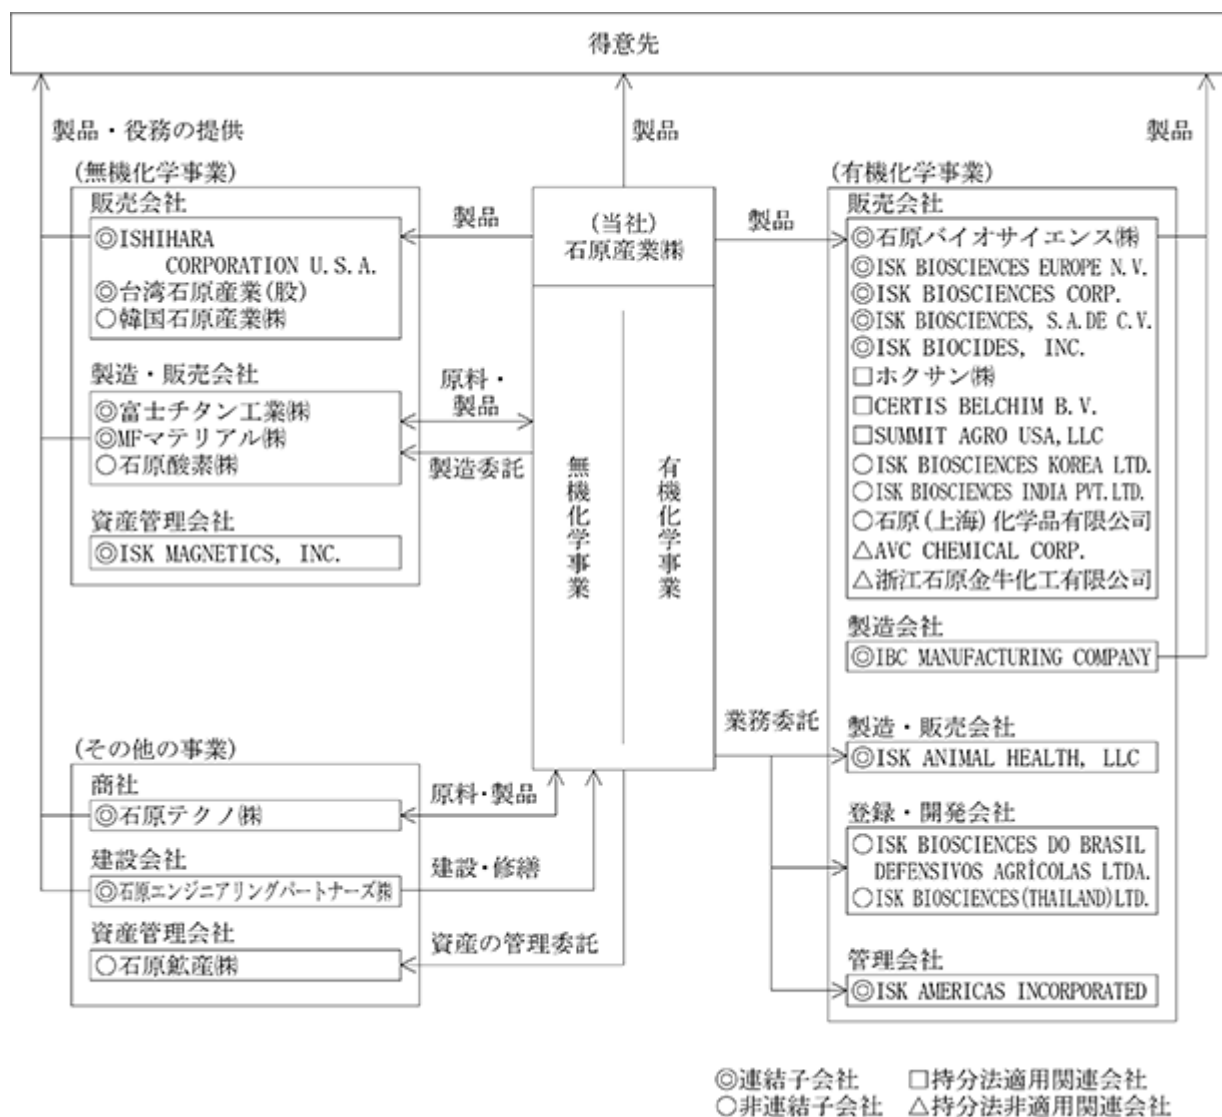 得意先
製品・役務の提供
製品
製品
(無機化学事業)
販売会社
◎ISHIHARA
CORPORATION U.S.A.
◎台湾石原産業(股)
○韓国石原産業㈱
製造・販売会社
◎富士チタン工業㈱
◎MFマテリアル㈱
○石原酸素㈱
資産管理会社
◎ISK MAGNETICS, INC.
製品
原料・
製品
製造委託
(当社)
石原産業㈱
無機化学事業
有機化学事業
製品
業務委託
(有機化学事業)
販売会社
◎石原バイオサイエンス㈱
◎ISK BIOSCIENCES EUROPE N.V.
◎ISK BIOSCIENCES CORP.
◎ISK BIOSCIENCES, S.A.DE C.V.
◎ISK BIOCIDES, INC.
□ホクサン㈱
□CERTIS BELCHIM B.V.
□SUMMIT AGRO USA,LLC
○ISK BIOSCIENCES KOREA LTD.
○ISK BIOSCIENCES INDIA PVT.LTD.
○石原(上海)化学品有限公司
△AVC CHEMICAL CORP.
△浙江石原金牛化工有限公司
製造会社
◎IBC MANUFACTURING COMPANY
製造・販売会社
◎ISK ANIMAL HEALTH, LLC
登録・開発会社
○ISK BIOSCIENCES DO BRASIL
DEFENSIVOS AGRÍCOLAS LTDA.
○ISK BIOSCIENCES(THAILAND)LTD.
管理会社
◎ISK AMERICAS INCORPORATED
(その他の事業)
商社
◎石原テクノ㈱
建設会社
◎石原エンジニアリングパートナーズ㈱
資産管理会社
○石原鉱産㈱
原料・製品
建設・修繕
資産の管理委託
◎連結子会社 □持分法適用関連会社
○非連結子会社 △持分法非適用関連会社